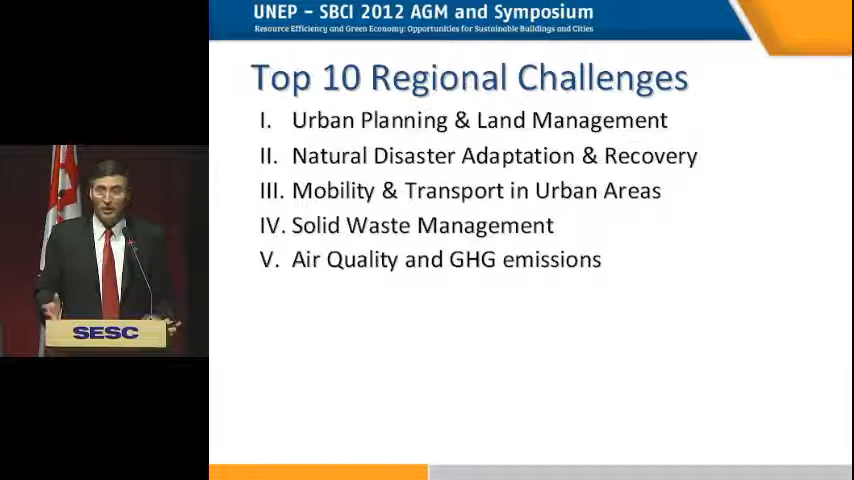 UNEP – SBCI 2012 AGM and Symposium
Resource Efficiency and Green Economy: Opportunities for Sustainable Buildings and Cities
Top 10 Regional Challenges
I. Urban Planning & Land Management
II. Natural Disaster Adaptation & Recovery
III. Mobility & Transport in Urban Areas
IV. Solid Waste Management
V. Air Quality and GHG emissions
SESC